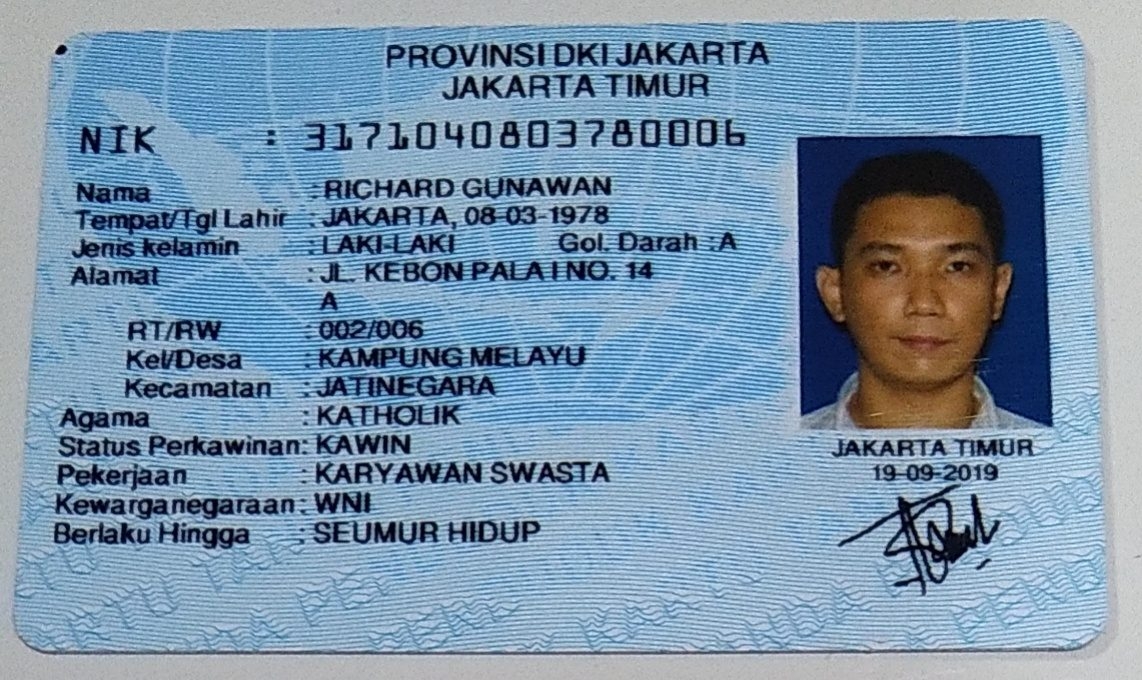 PROVINSI DKI JAKARTA
JAKARTA TIMUR
NIK : 3171040803780006
Nama : RICHARD GUNAWAN
Tempat/Tgl Lahir : JAKARTA, 08-03-1978
Jenis kelamin : LAKI-LAKI Gol. Darah : A
Alamat : JL. KEBON PALA I NO. 14
A
RT/RW : 002/006
Kel/Desa : KAMPUNG MELAYU
Kecamatan : JATINEGARA
Agama : KATHOLIK
Status Perkawinan: KAWIN
Pekerjaan : KARYAWAN SWASTA
Kewarganegaraan: WNI
Berlaku Hingga : SEUMUR HIDUP
JAKARTA TIMUR
19-09-2019